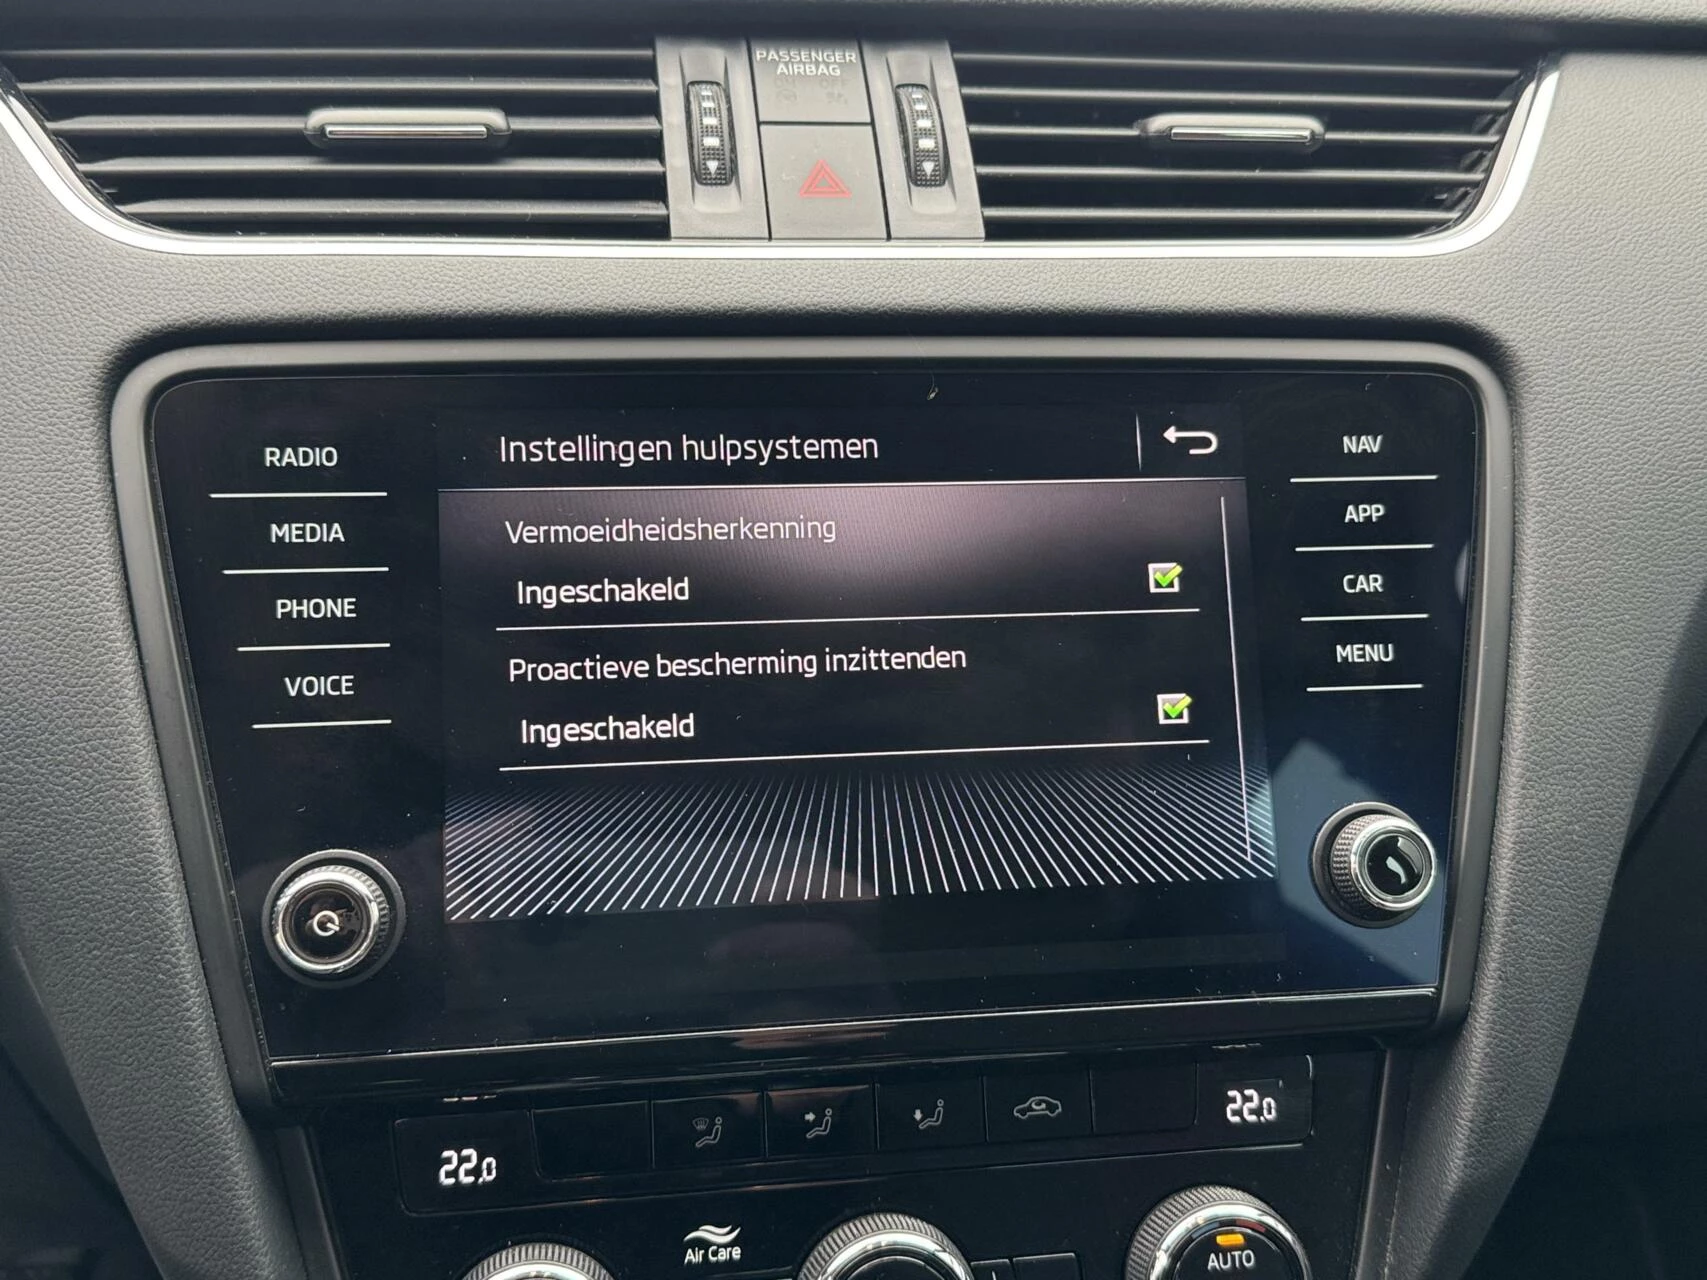 PASSENGER
AIRBAG
RADIO
MEDIA
PHONE
VOICE
Instellingen hulpsystemen
Vermoeidheidsherkenning
Ingeschakeld
Proactieve bescherming inzittenden
Ingeschakeld
NAV
APP
CAR
MENU
22.0
22.0
Air Care
AUTO